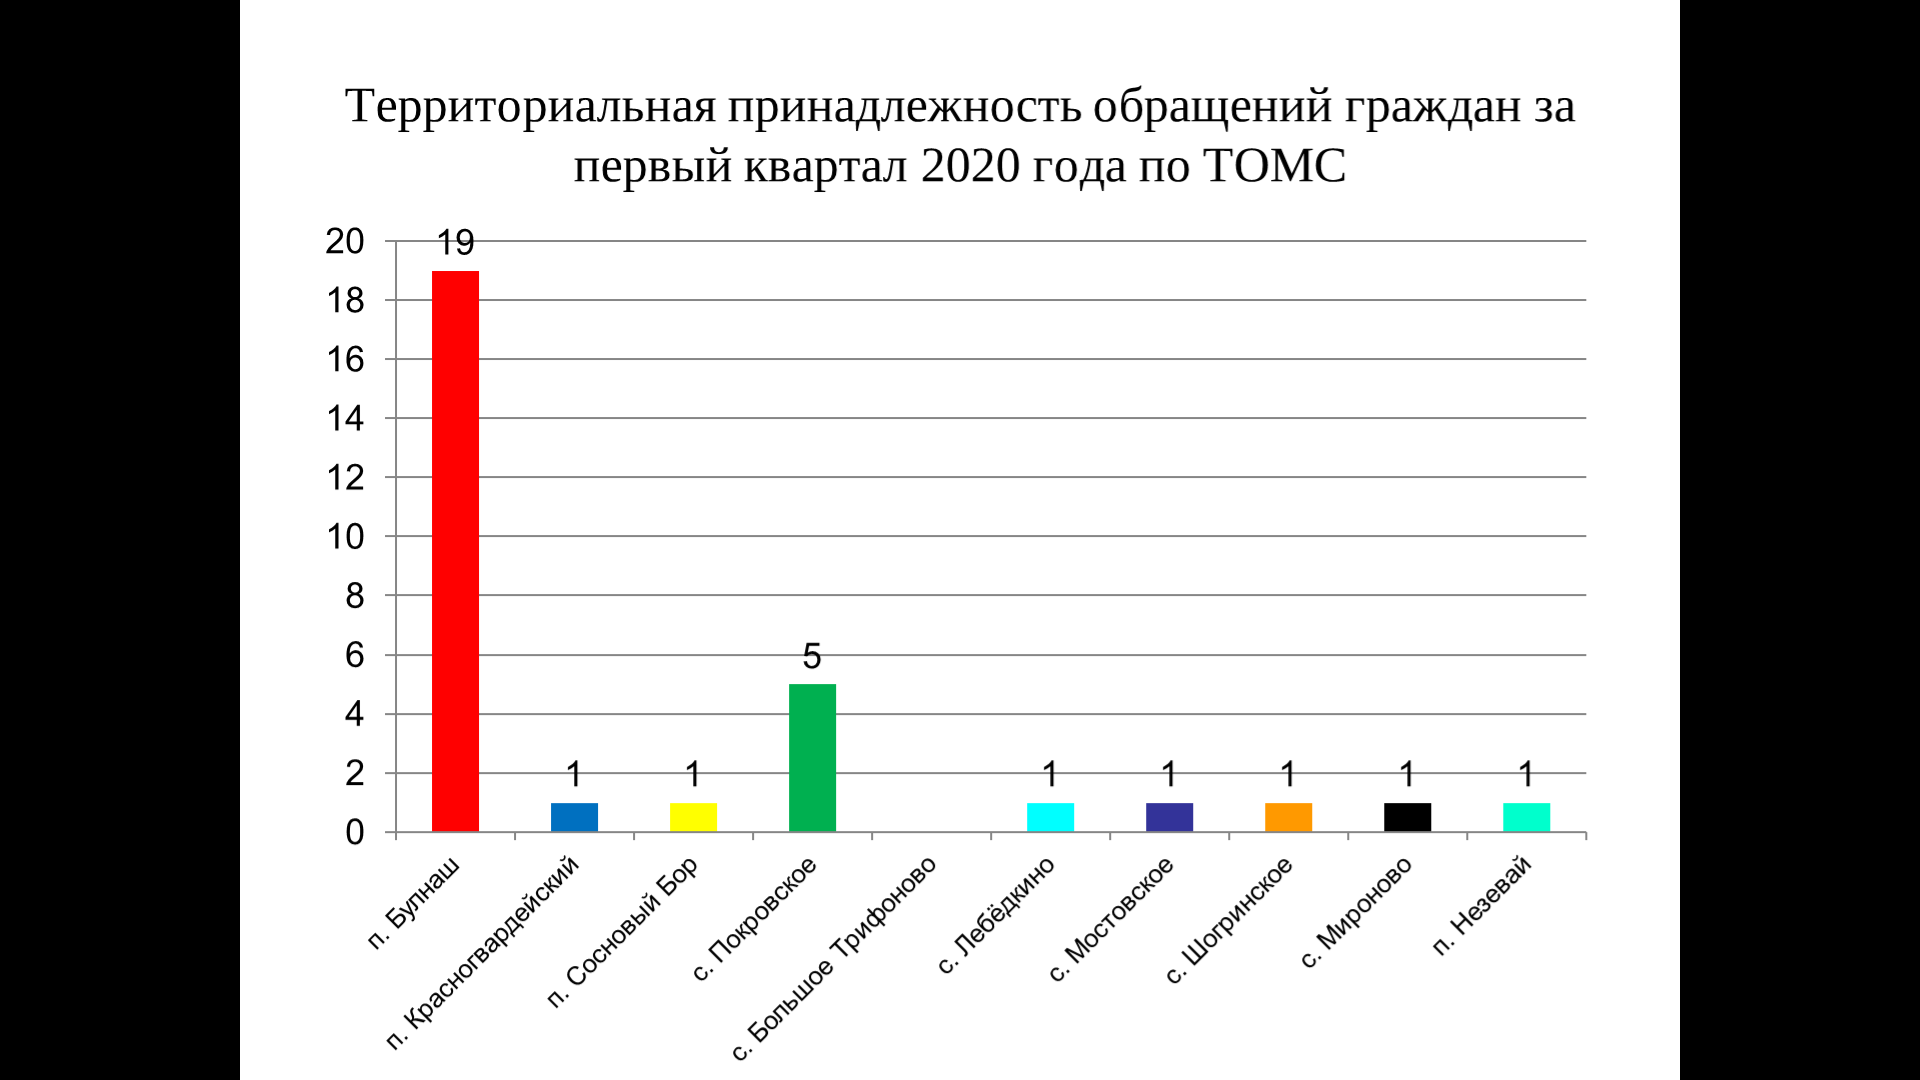 Территориальная принадлежность обращений граждан за
первый квартал 2020 года по ТОМС
20
18
16
14
12
10
8
6
4
2
0
19
1
1
5
1
1
1
1
1
п. Булнаш
п. Красногвардейский
п. Сосновый Бор
с. Покровское
с. Большое Трифоново
с. Лебёдкино
с. Мостовское
с. Шогринское
с. Мироново
п. Незевай